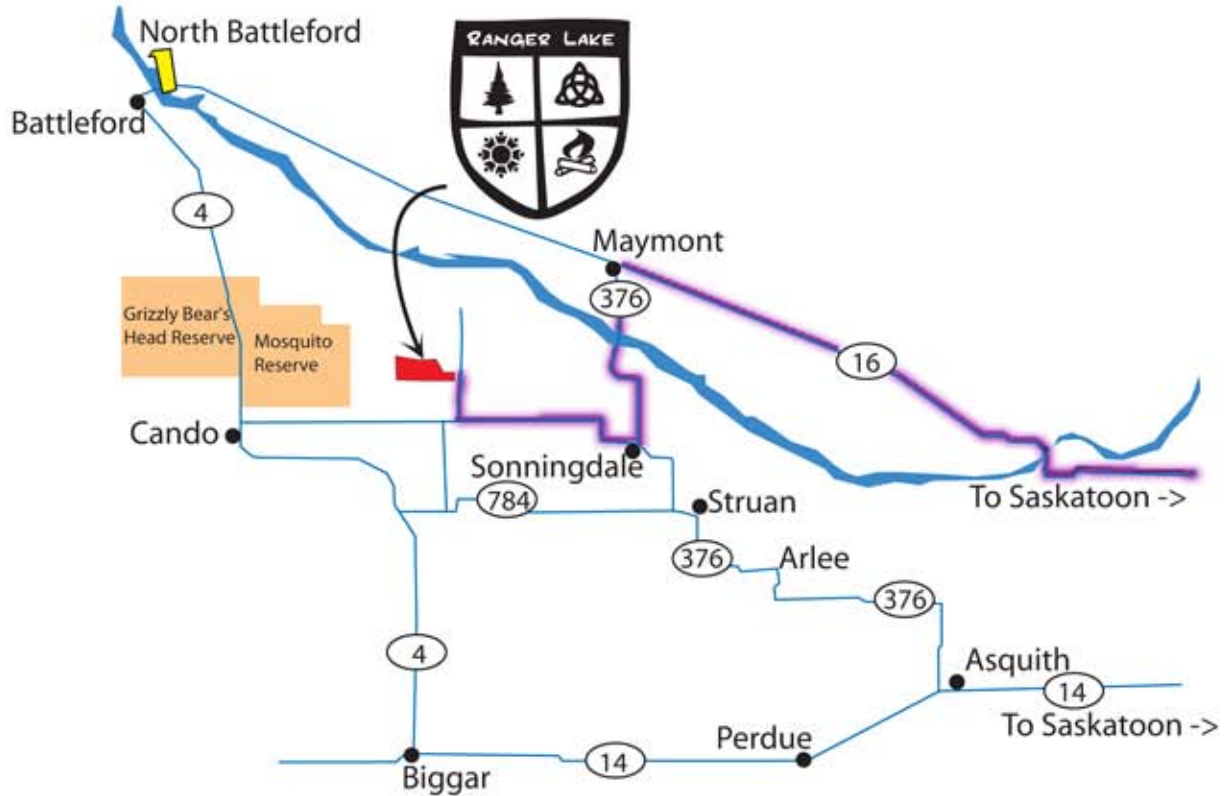 North Battleford
RANGER LAKE
Battleford
4
Maymont
376
Grizzly Bear's
Head Reserve
Mosquito
Reserve
16
Cando
Sonningdale
784
To Saskatoon ->
Struan
376
Arlee
376
4
Asquith
14
To Saskatoon ->
Perdue
14
Biggar